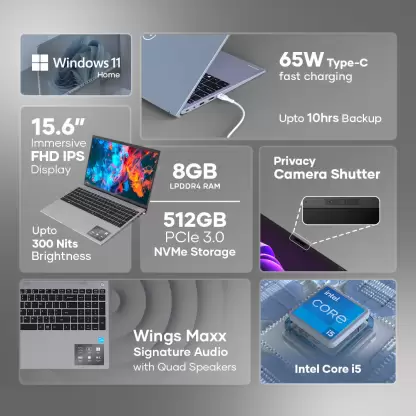 Windows 11
Home
65W Type-C
fast charging
Upto 10hrs Backup
15.6"
Immersive
FHD IPS
Display
Upto
300 Nits
Brightness
8GB
LPDDR4 RAM
512GB
PCIe 3.0
NVMe Storage
Privacy
Camera Shutter
Wings Maxx
Signature Audio
with Quad Speakers
intel
CORE
i5
Intel Core i5